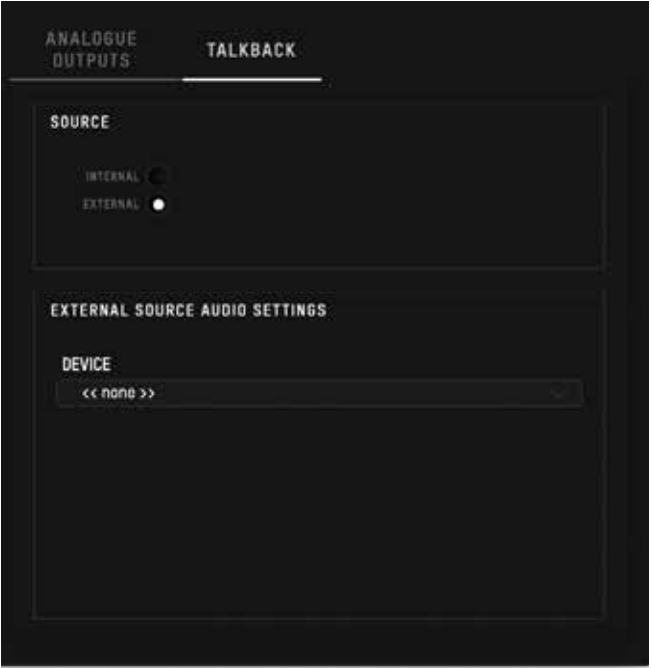 ANALOGUE
OUTPUTS
TALKBACK
SOURCE
INTERNAL
EXTERNAL
EXTERNAL SOURCE AUDIO SETTINGS
DEVICE
<< none >>